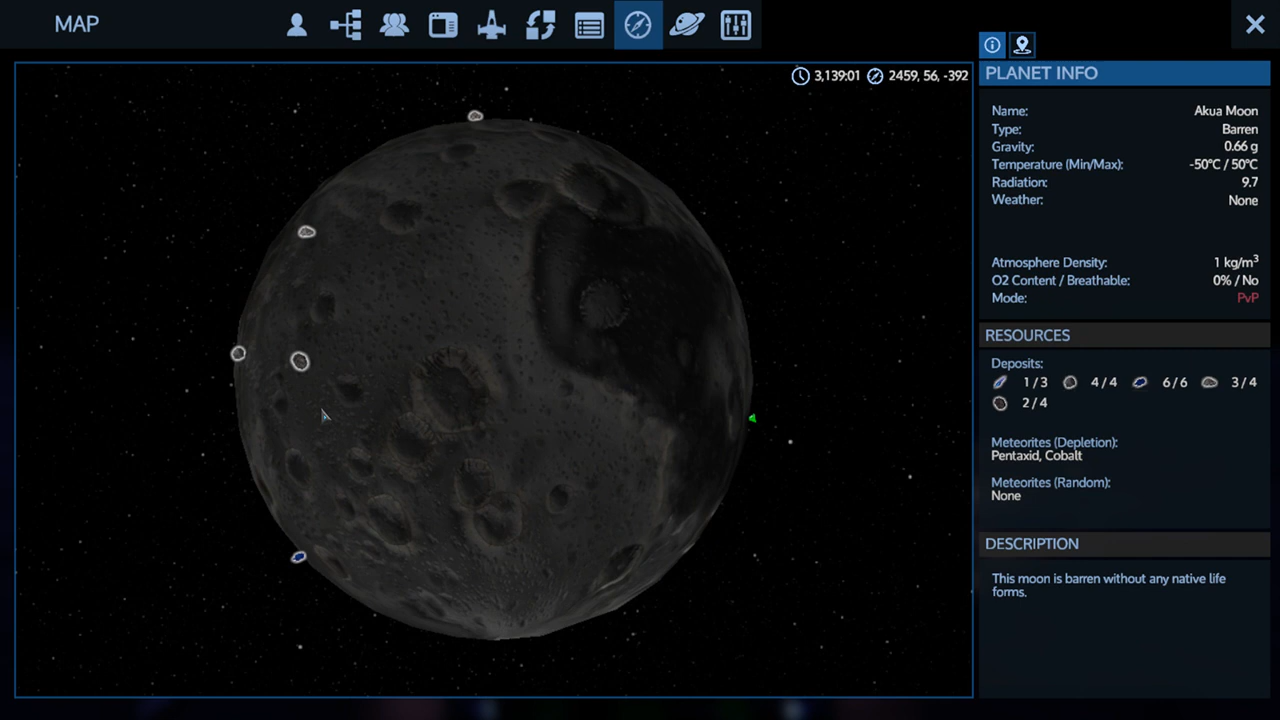 MAP
3,139:01 2459, 56, -392
PLANET INFO
Name: Akua Moon
Type: Barren
Gravity: 0.66 g
Temperature (Min/Max): -50°C / 50°C
Radiation: 9.7
Weather: None
Atmosphere Density: 1 kg/m³
O2 Content / Breathable: 0% / No
Mode: PvP
RESOURCES
Deposits:
1 / 3 4 / 4 6 / 6 3 / 4
2 / 4
Meteorites (Depletion):
Pentaxid, Cobalt
Meteorites (Random):
None
DESCRIPTION
This moon is barren without any native life
forms.